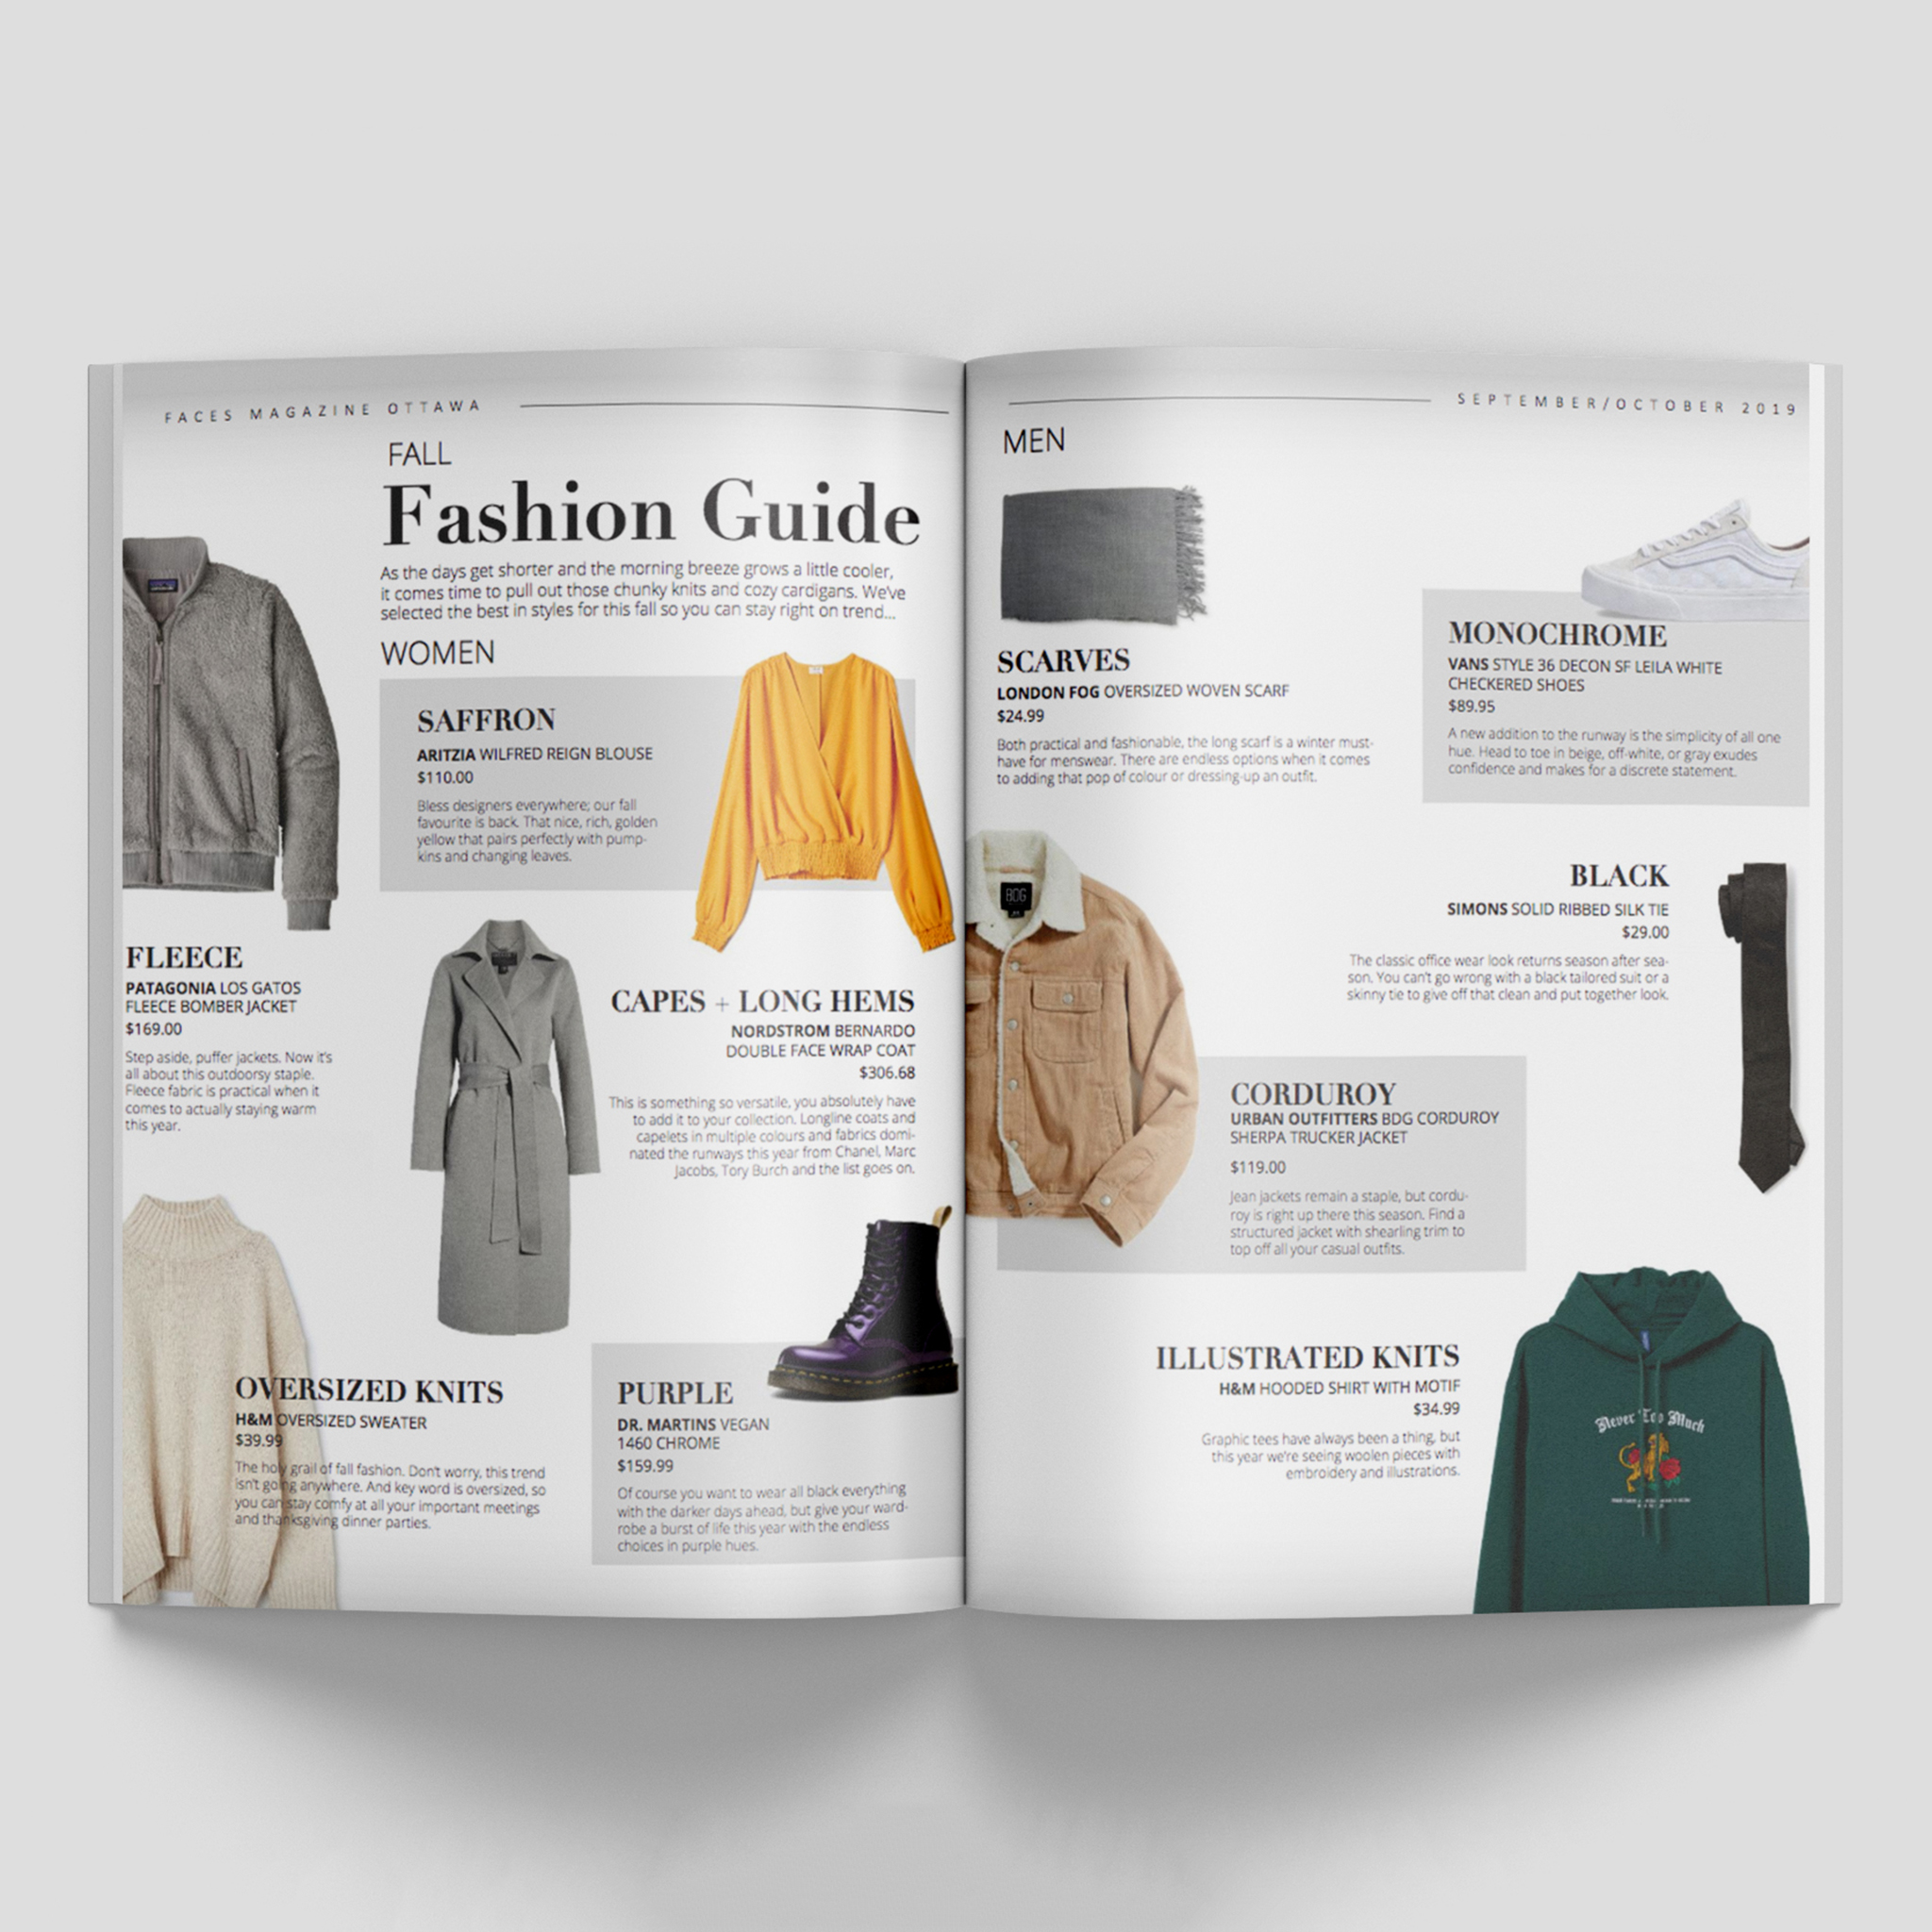 FACES MAGAZINE OTTAWA
FALL
Fashion Guide
As the days get shorter and the morning breeze grows a little cooler,
it comes time to pull out those chunky knits and cozy cardigans. We've
selected the best in styles for this fall so you can stay right on trend...
WOMEN
SAFFRON
ARITZIA WILFRED REIGN BLOUSE
$110.00
Bless designers everywhere; our fall
favourite is back. That nice, rich, golden
yellow that pairs perfectly with pump-
kins and changing leaves.
FLEECE
PATAGONIA LOS GATOS
FLEECE BOMBER JACKET
$169.00
Step aside, puffer jackets. Now it's
all about this outdoorsy staple.
Fleece fabric is practical when it
comes to actually staying warm
this year.
CAPES + LONG HEMS
NORDSTROM BERNARDO
DOUBLE FACE WRAP COAT
$306.68
This is something so versatile, you absolutely have
to add it to your collection. Longline coats and
capelets in multiple colours and fabrics domi-
nated the runways this year from Chanel, Marc
Jacobs, Tory Burch and the list goes on.
OVERSIZED KNITS
H&M OVERSIZED SWEATER
$39.99
The holy grail of fall fashion. Don't worry, this trend
isn't going anywhere. And key word is oversized, so
you can stay comfy at all your important meetings
and thanksgiving dinner parties.
PURPLE
DR. MARTINS VEGAN
1460 CHROME
$159.99
Of course you want to wear all black everything
with the darker days ahead, but give your ward-
robe a burst of life this year with the endless
choices in purple hues.
SEPTEMBER/OCTOBER 2019
MEN
SCARVES
LONDON FOG OVERSIZED WOVEN SCARF
$24.99
Both practical and fashionable, the long scarf is a winter must-
have for menswear. There are endless options when it comes
to adding that pop of colour or dressing-up an outfit.
MONOCHROME
VANS STYLE 36 DECON SF LEILA WHITE
CHECKERED SHOES
$89.95
A new addition to the runway is the simplicity of all one
hue. Head to toe in beige, off-white, or gray exudes
confidence and makes for a discrete statement.
BLACK
SIMONS SOLID RIBBED SILK TIE
$29.00
The classic office wear look returns season after sea-
son. You can't go wrong with a black tailored suit or a
skinny tie to give off that clean and put together look.
BDG
CORDUROY
URBAN OUTFITTERS BDG CORDUROY
SHERPA TRUCKER JACKET
$119.00
Jean jackets remain a staple, but cordu-
roy is right up there this season. Find a
structured jacket with shearling trim to
top off all your casual outfits.
ILLUSTRATED KNITS
H&M HOODED SHIRT WITH MOTIF
$34.99
Graphic tees have always been a thing, but
this year we're seeing woolen pieces with
embroidery and illustrations.
Never Too Much